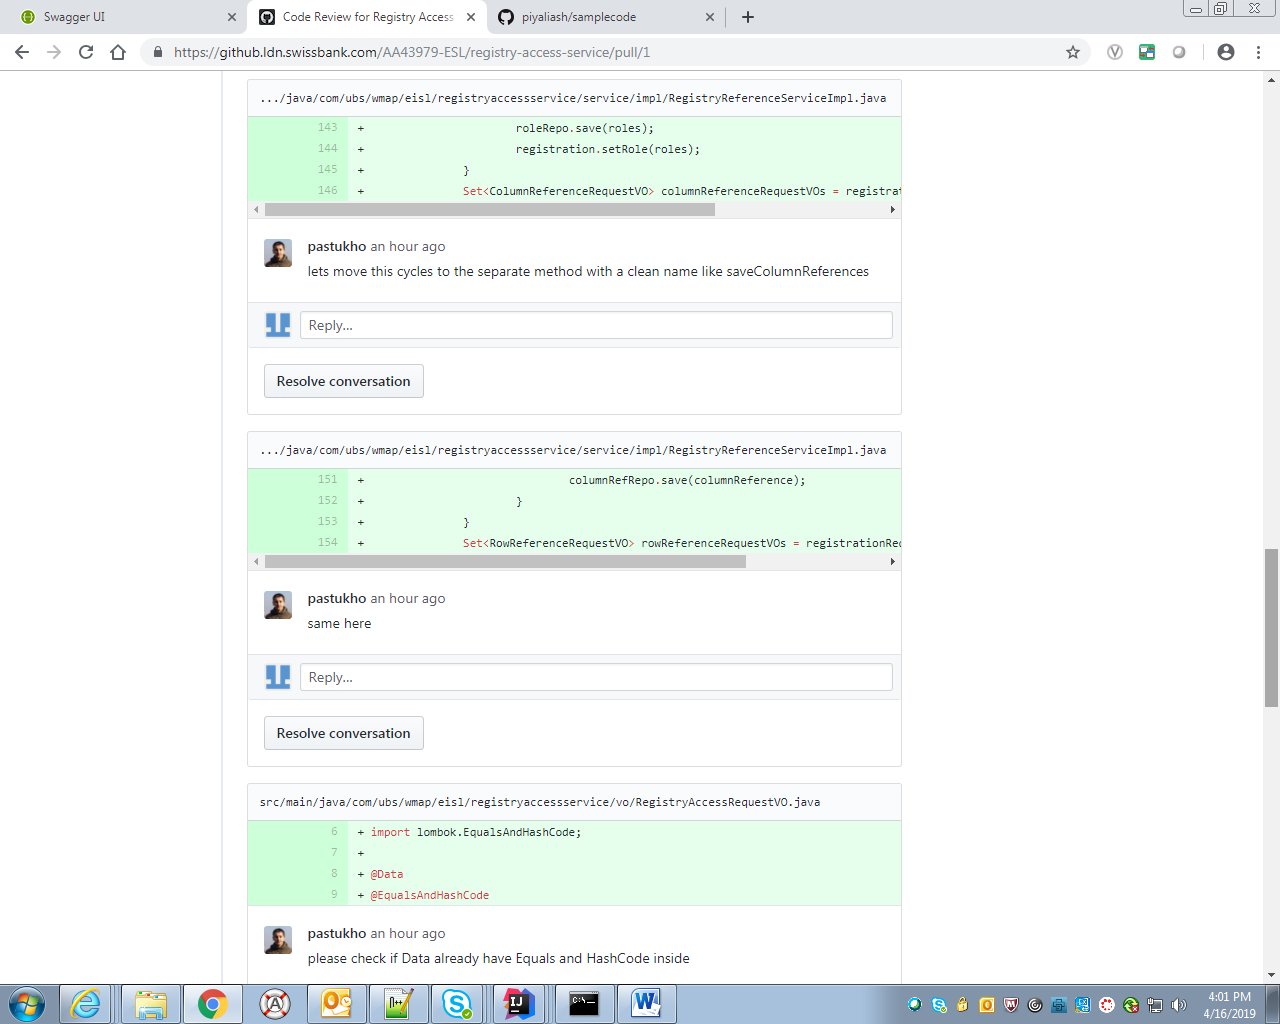 Swagger UI
Code Review for Registry Access
piyaliash/samplecode
https://github.ldn.swissbank.com/AA43979-ESL/registry-access-service/pull/1
.../java/com/ubs/wmap/eisl/registryaccessservice/service/impl/RegistryReferenceServiceImpl.java
143 + roleRepo.save(roles);
144 + registration.setRole(roles);
145 + }
146 + Set<ColumnReferenceRequestVO> columnReferenceRequestVOs = registrat
pastukho an hour ago
lets move this cycles to the separate method with a clean name like saveColumnReferences
Reply...
Resolve conversation
.../java/com/ubs/wmap/eisl/registryaccessservice/service/impl/RegistryReferenceServiceImpl.java
151 + columnRefRepo.save(columnReference);
152 + }
153 + }
154 + Set<RowReferenceRequestVO> rowReferenceRequestVOs = registrationRec
pastukho an hour ago
same here
Reply...
Resolve conversation
src/main/java/com/ubs/wmap/eisl/registryaccessservice/vo/RegistryAccessRequestVO.java
6 + import lombok.EqualsAndHashCode;
7 +
8 + @Data
9 + @EqualsAndHashCode
pastukho an hour ago
please check if Data already have Equals and HashCode inside
4:01 PM
4/16/2019